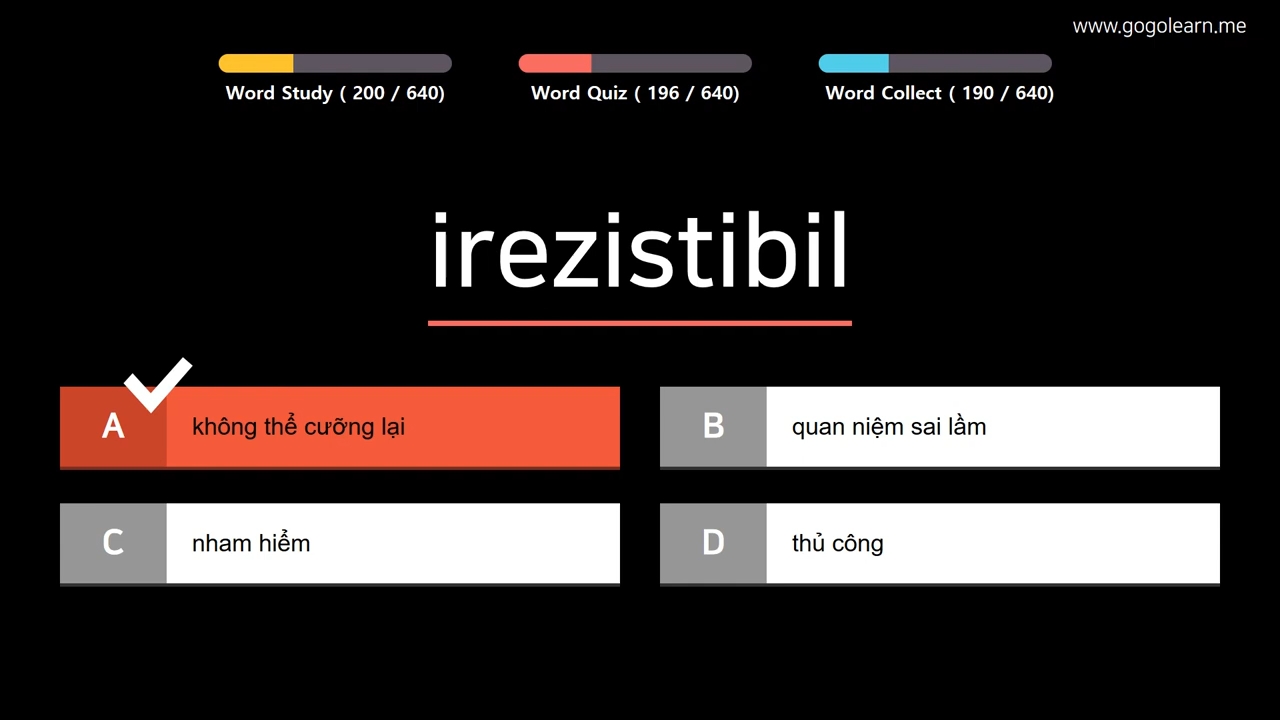 www.gogolearn.me
Word Study ( 200 / 640)
Word Quiz ( 196 / 640)
Word Collect ( 190 / 640)
irezistibil
A không thể cưỡng lại
B quan niệm sai lầm
C nham hiểm
D thủ công